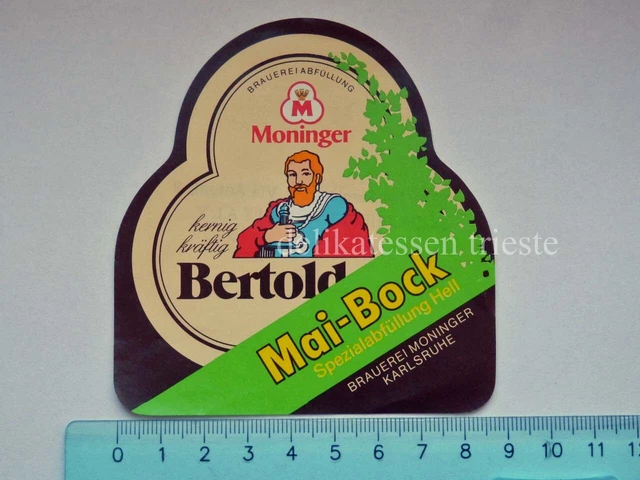 BRAUEREIABFÜLLUNG
M
Moninger
kernig
kräftig
delikatessen.trieste
Bertold
Mai-Bock
Spezialabfüllung Hell
BRAUEREI MONINGER
KARLSRUHE
0 1 2 3 4 5 6 7 8 9 10 11 12